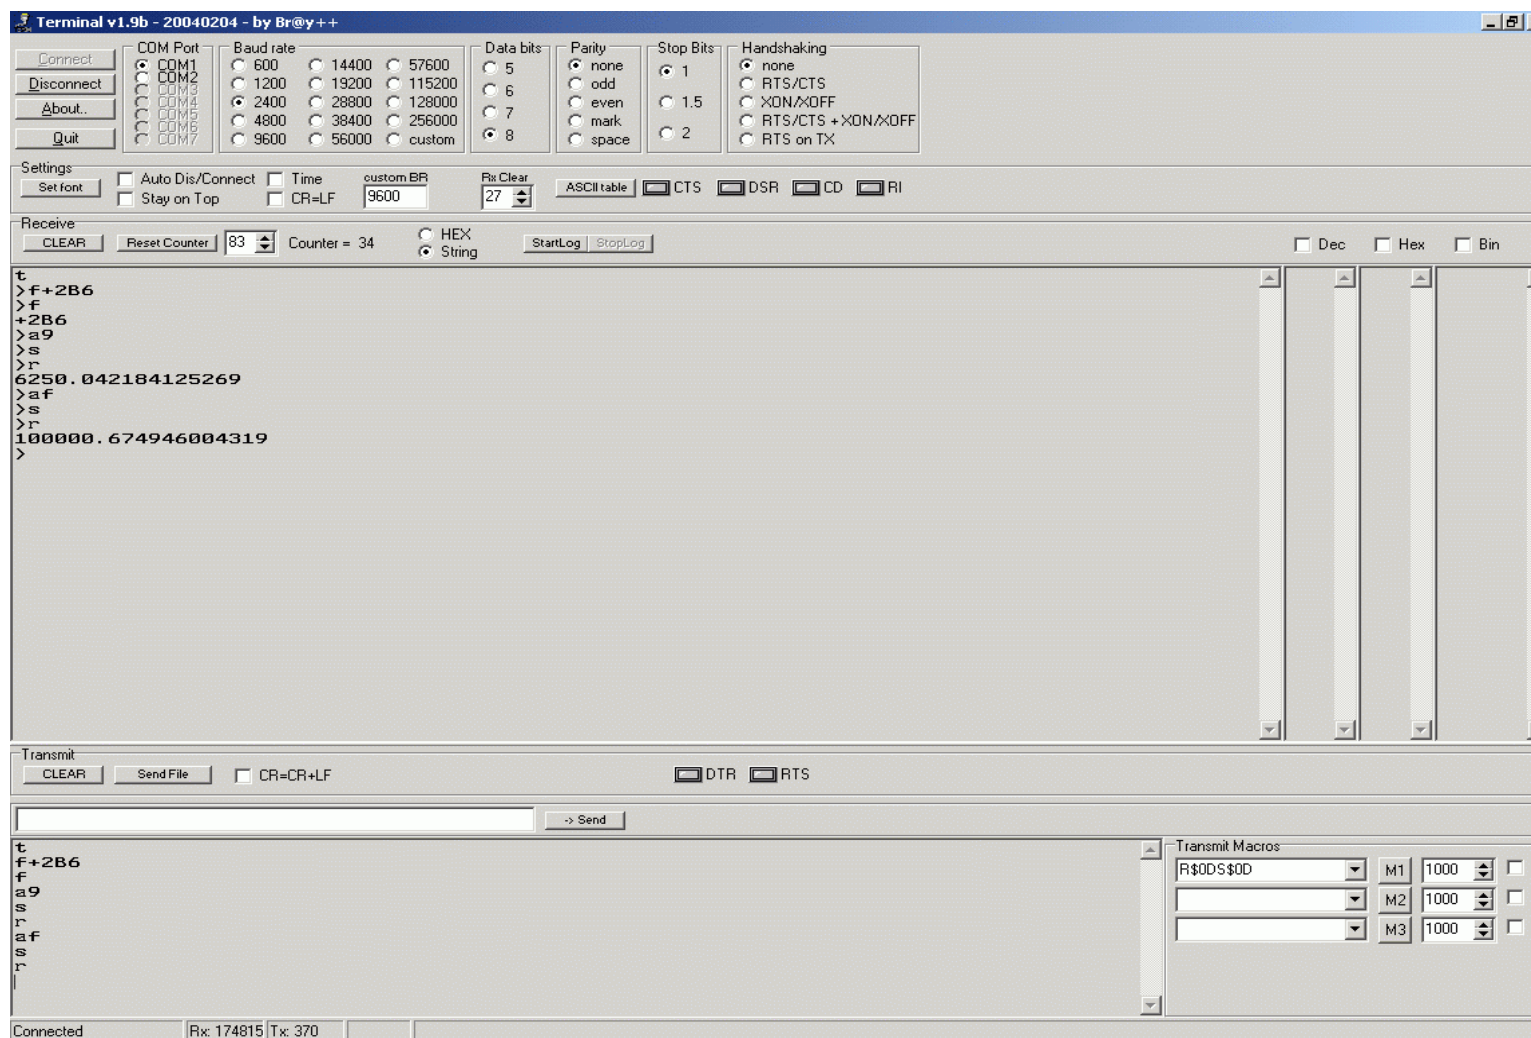 Terminal v1.9b - 20040204 - by Br@y++
Connect
Disconnect
About..
Quit
COM Port
COM1
COM2
COM3
COM4
COM5
COM6
COM7
Baud rate
600 14400 57600
1200 19200 115200
2400 28800 128000
4800 38400 256000
9600 56000 custom
Data bits
5
6
7
8
Parity
none
odd
even
mark
space
Stop Bits
1
1.5
2
Handshaking
none
RTS/CTS
XON/XOFF
RTS/CTS + XON/XOFF
RTS on TX
Settings
Set font
Auto Dis/Connect
Stay on Top
Time
CR=LF
custom BR
9600
Rx Clear
27
ASCII table
CTS DSR CD RI
Receive
CLEAR Reset Counter 83 Counter = 34
HEX
String
StartLog StopLog
Dec Hex Bin
t
>f+2B6
>f
+2B6
>a9
>s
>r
6250.042184125269
>af
>s
>r
100000.674946004319
>
Transmit
CLEAR Send File CR=CR+LF DTR RTS
-> Send
t
f+2B6
f
a9
s
r
af
s
r
Transmit Macros
R$0DS$0D M1 1000
M2 1000
M3 1000
Connected Rx: 174815 Tx: 370